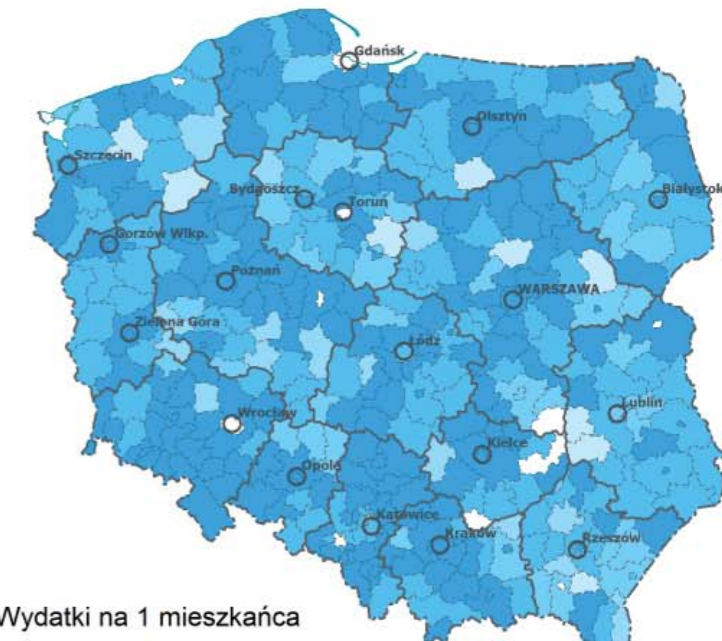 Gdańsk
Olsztyn
Szczecin
Bydgoszcz
Toruń
Białystok
Gorzów Wlkp.
Poznań
WARSZAWA
Zielona Góra
Łódź
Wrocław
Lublin
Kielce
Opole
Katowice
Kraków
Rzeszów
Wydatki na 1 mieszkańca